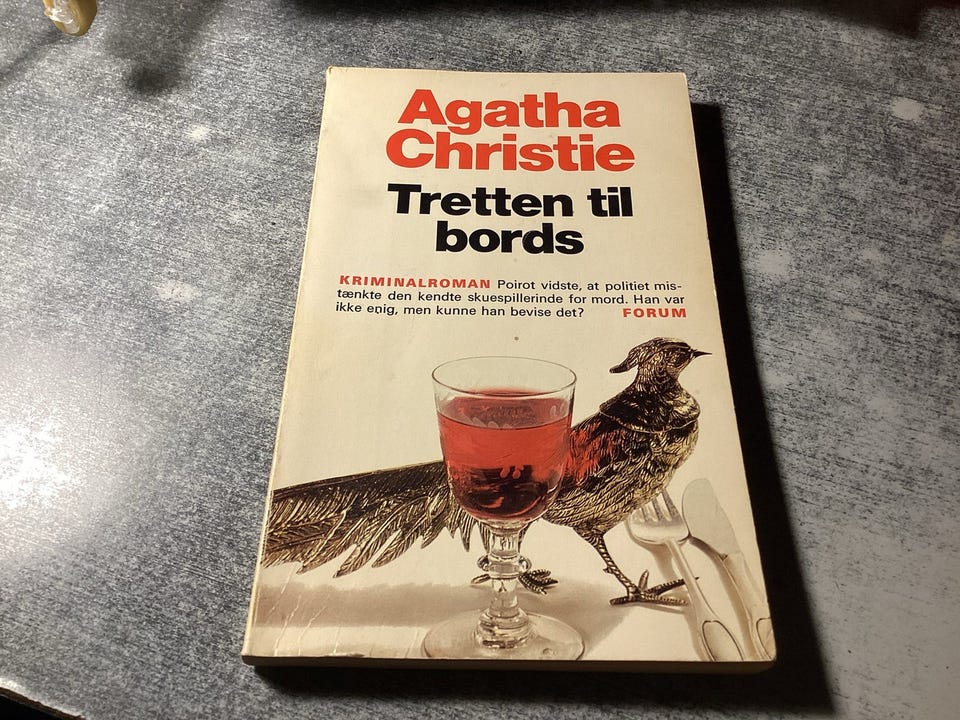 Agatha
Christie
Tretten til
bords
KRIMINALROMAN Poirot vidste, at politiet mis-
tænkte den kendte skuespillerinde for mord. Han var
ikke enig, men kunne han bevise det? FORUM